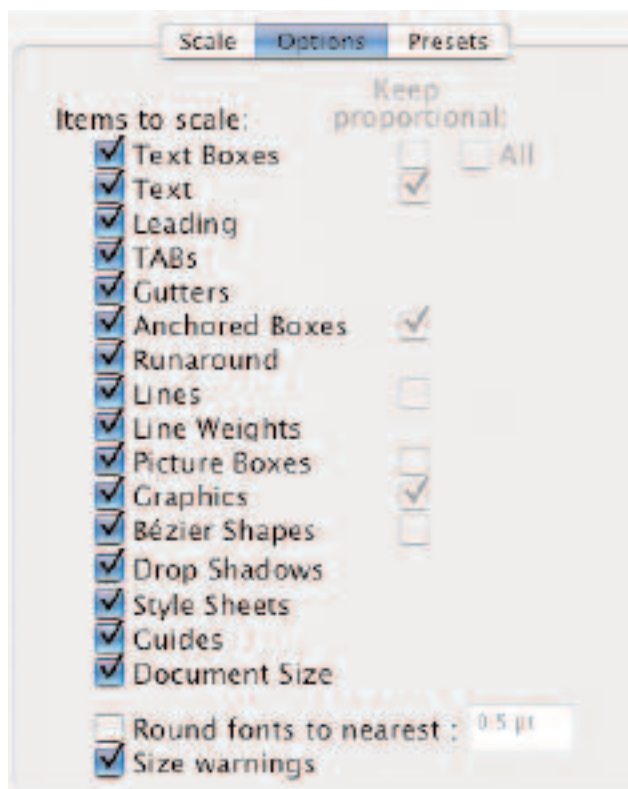 Scale Options Presets
Keep
Items to scale: proportional:
Text Boxes All
Text
Leading
TABs
Gutters
Anchored Boxes
Runaround
Lines
Line Weights
Picture Boxes
Graphics
Bézier Shapes
Drop Shadows
Style Sheets
Guides
Document Size
Round fonts to nearest : 0.5 pt
Size warnings